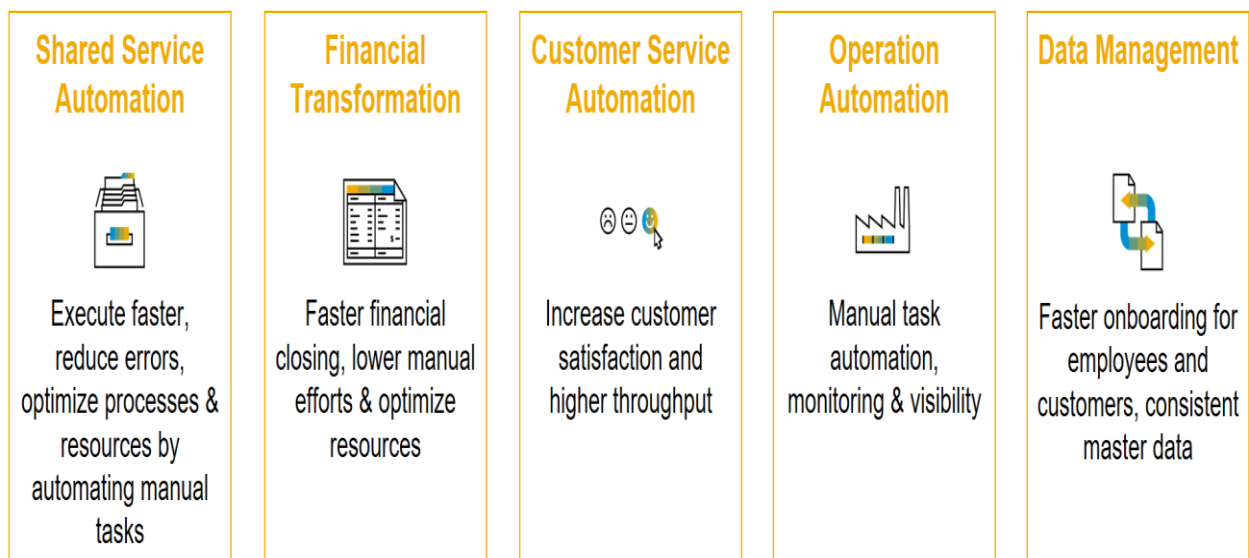 Shared Service
Automation
Execute faster,
reduce errors,
optimize processes &
resources by
automating manual
tasks
Financial
Transformation
Faster financial
closing, lower manual
efforts & optimize
resources
Customer Service
Automation
Increase customer
satisfaction and
higher throughput
Operation
Automation
Manual task
automation,
monitoring & visibility
Data Management
Faster onboarding for
employees and
customers, consistent
master data